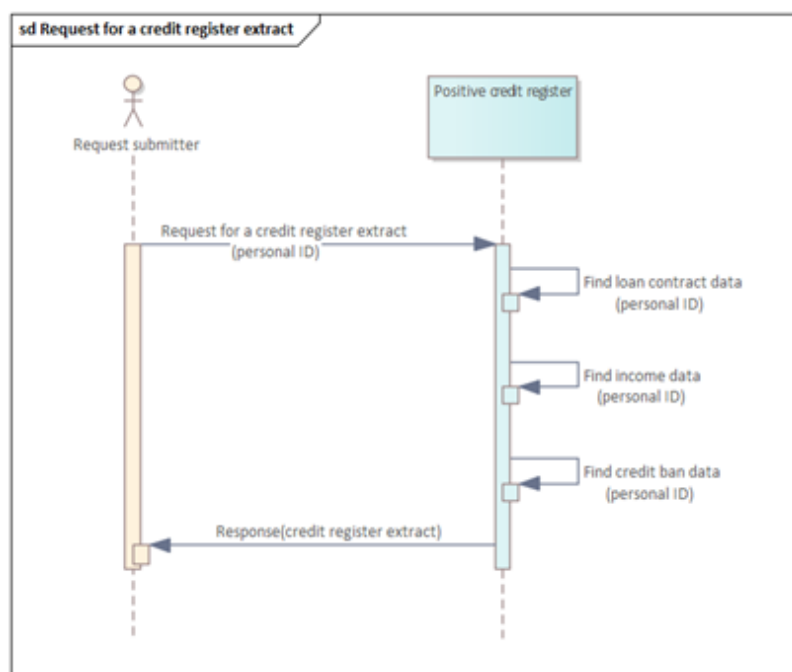 sd Request for a credit register extract
Request submitter
Positive credit register
Request for a credit register extract
(personal ID)
Find loan contract data
(personal ID)
Find income data
(personal ID)
Find credit ban data
(personal ID)
Response(credit register extract)